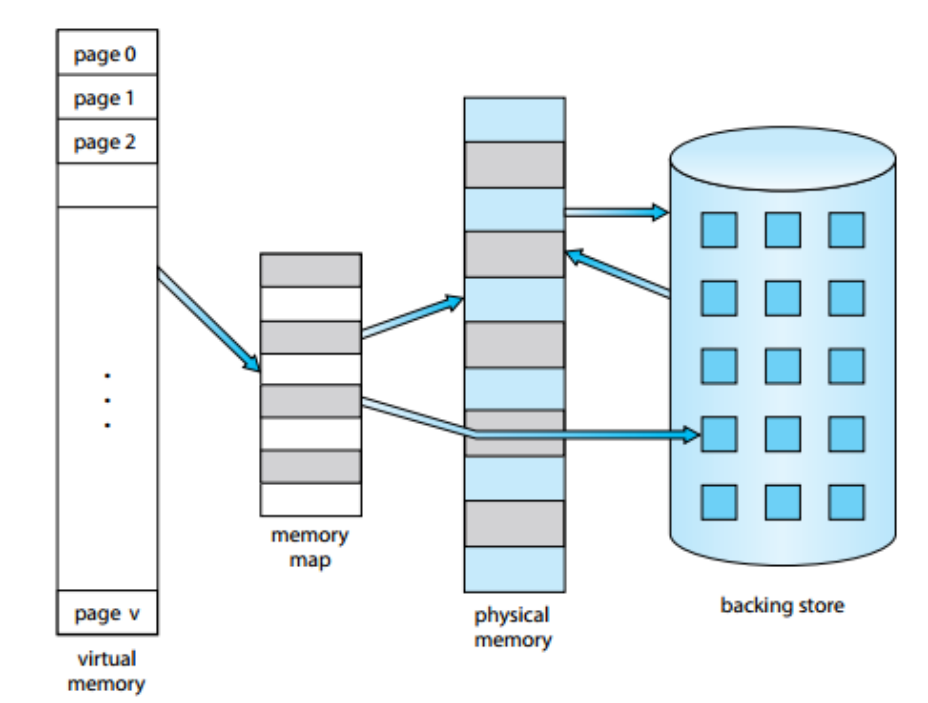 page 0
page 1
page 2
page v
virtual
memory
memory
map
physical
memory
backing store